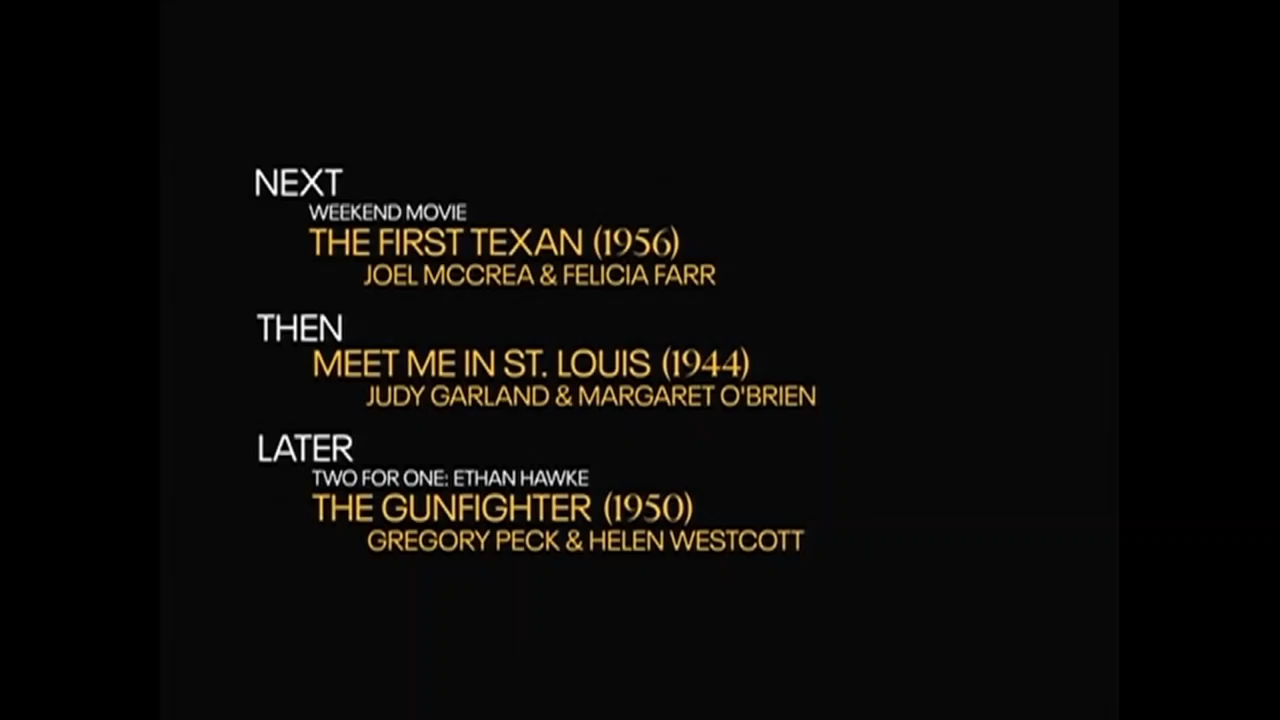 NEXT
WEEKEND MOVIE
THE FIRST TEXAN (1956)
JOEL MCCREA & FELICIA FARR
THEN
MEET ME IN ST. LOUIS (1944)
JUDY GARLAND & MARGARET O'BRIEN
LATER
TWO FOR ONE: ETHAN HAWKE
THE GUNFIGHTER (1950)
GREGORY PECK & HELEN WESTCOTT